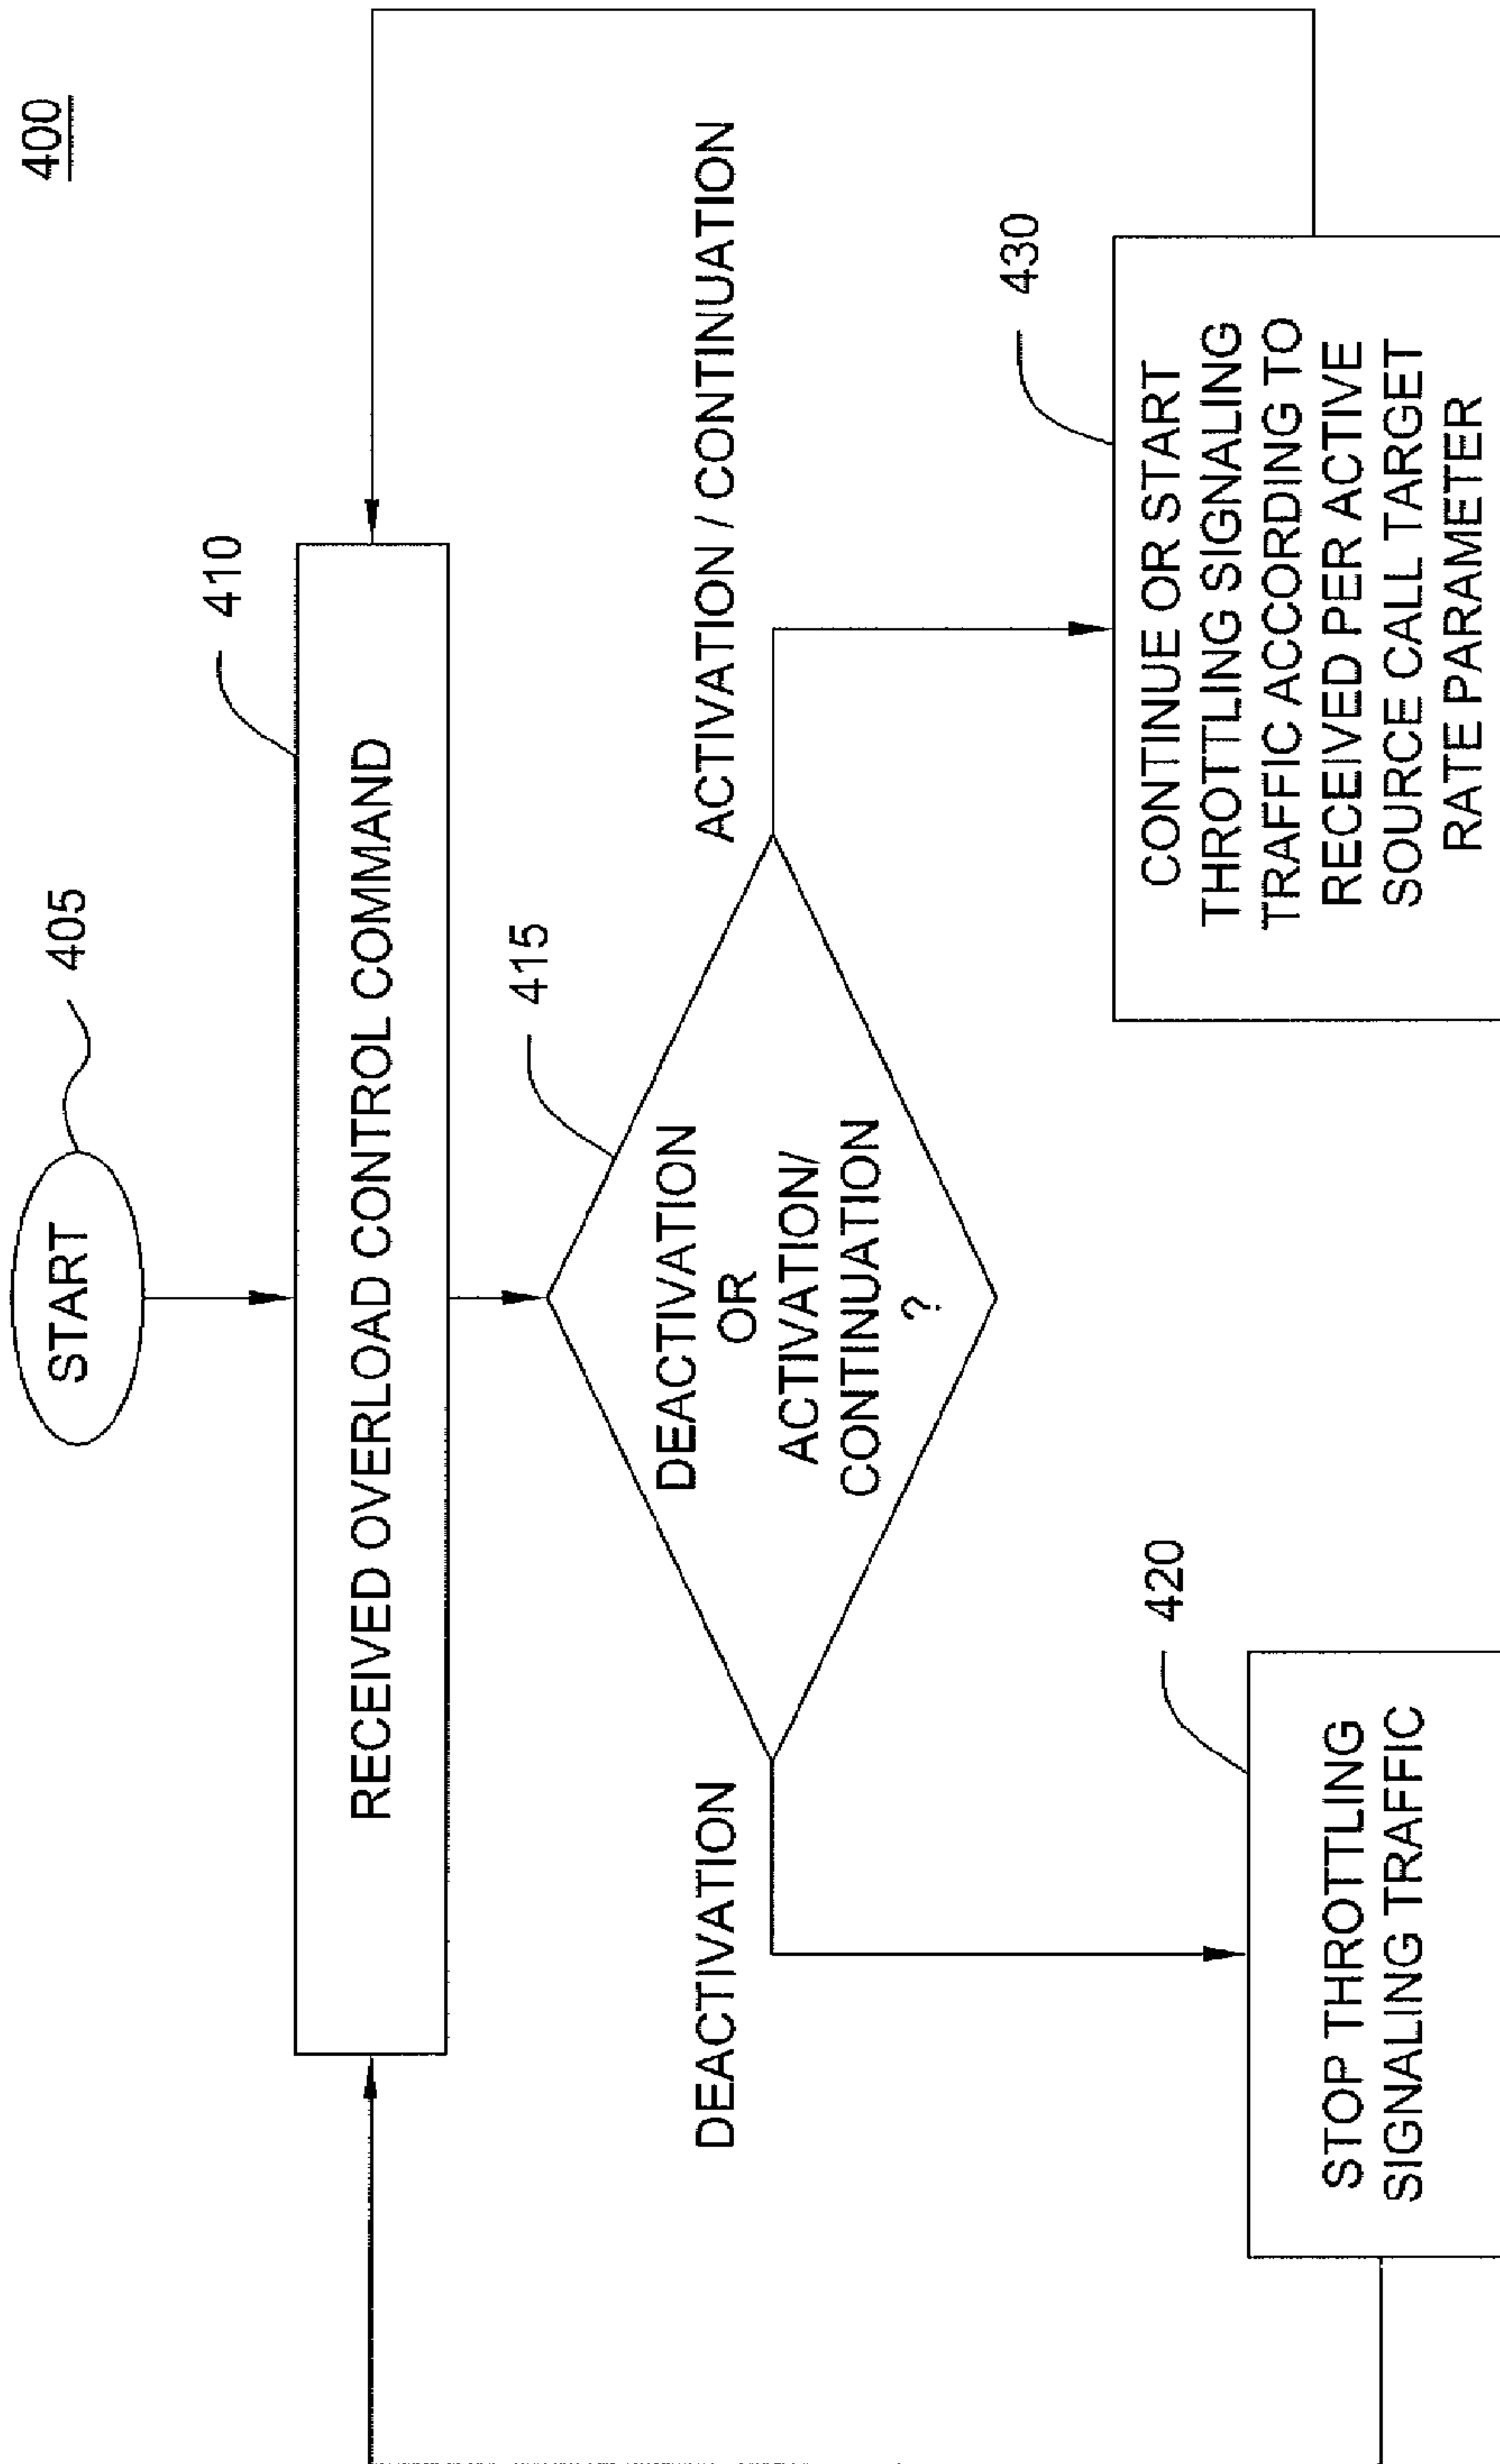 400
START
405
410
RECEIVED OVERLOAD CONTROL COMMAND
415
DEACTIVATION
OR
ACTIVATION/
CONTINUATION
?
DEACTIVATION
ACTIVATION / CONTINUATION
420
STOP THROTTLING
SIGNALING TRAFFIC
430
CONTINUE OR START
THROTTLING SIGNALING
TRAFFIC ACCORDING TO
RECEIVED PER ACTIVE
SOURCE CALL TARGET
RATE PARAMETER